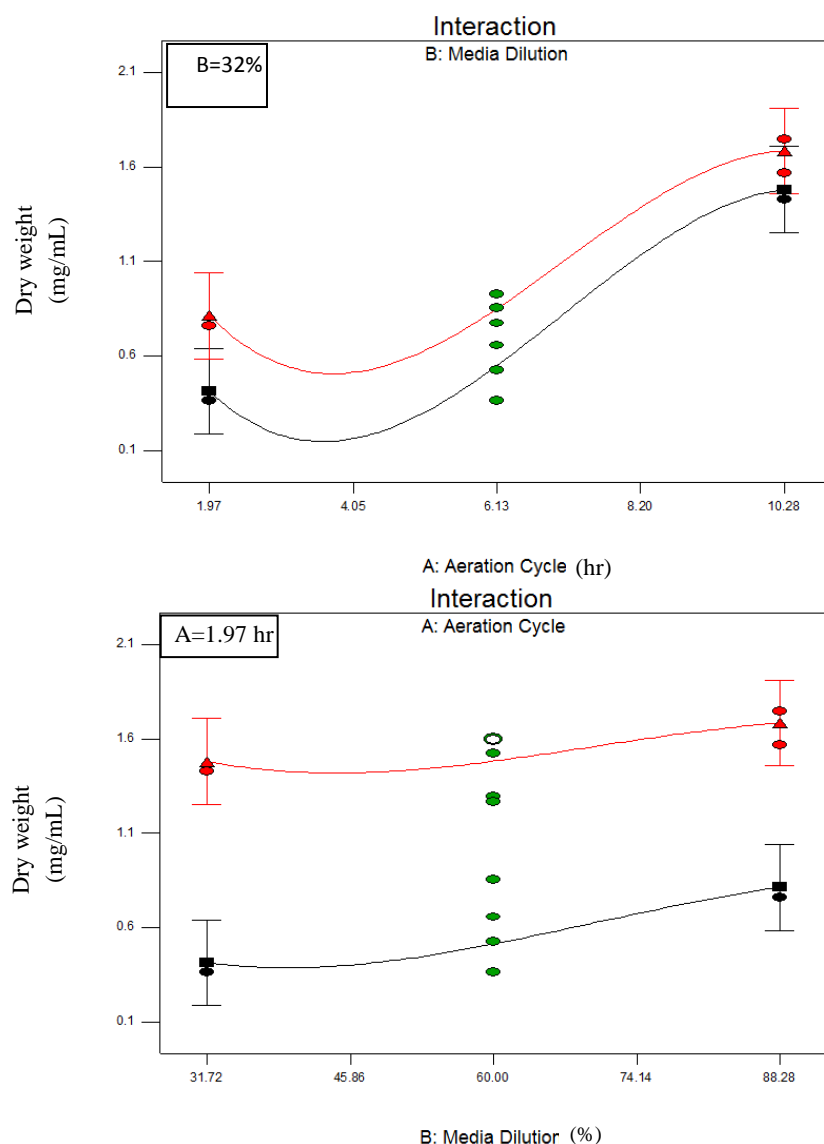 Interaction
B: Media Dilution
B=32%
2.1
1.6
1.1
0.6
0.1
Dry weight
(mg/mL)
1.97
4.05
6.13
8.20
10.28
A: Aeration Cycle (hr)
Interaction
A: Aeration Cycle
A=1.97 hr
2.1
1.6
1.1
0.6
0.1
Dry weight
(mg/mL)
31.72
45.86
60.00
74.14
88.28
B: Media Dilution (%)